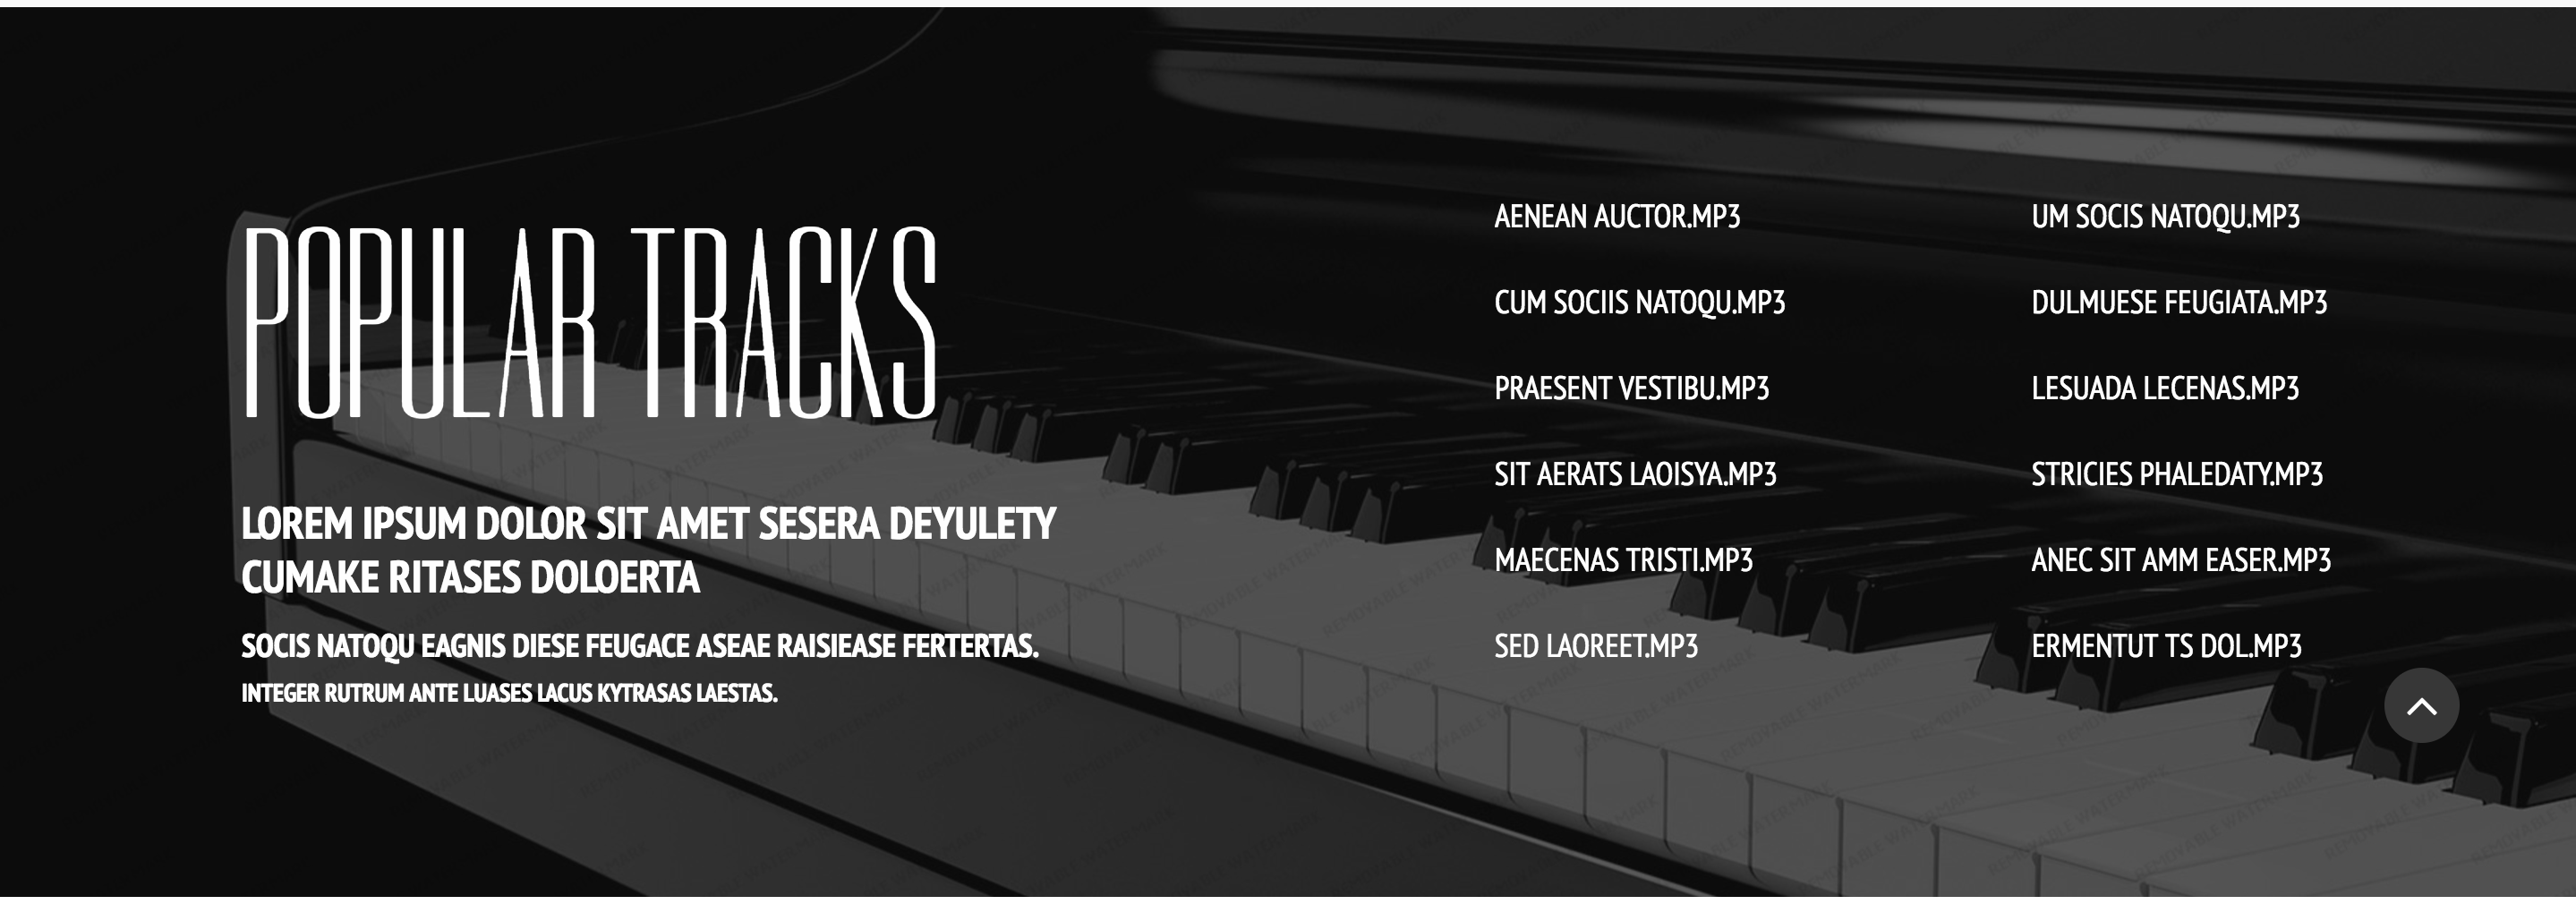 POPULAR TRACKS
LOREM IPSUM DOLOR SIT AMET SESERA DEYULETY
CUMAKE RITASES DOLOERTA
SOCIS NATOQU EAGNIS DIESE FEUGACE ASEAE RAISIEASE FERTERTAS.
INTEGER RUTRUM ANTE LUASES LACUS KYTRASAS LAESTAS.
AENEAN AUCTOR.MP3
CUM SOCIIS NATOQU.MP3
PRAESENT VESTIBU.MP3
SIT AERATS LAOISYA.MP3
MAECENAS TRISTI.MP3
SED LAOREET.MP3
UM SOCIS NATOQU.MP3
DULMUESE FEUGIATA.MP3
LESUADA LECENAS.MP3
STRICIES PHALEDATY.MP3
ANEC SIT AMM EASER.MP3
ERMENTUT TS DOL.MP3
REMOVABLE WATERMARK